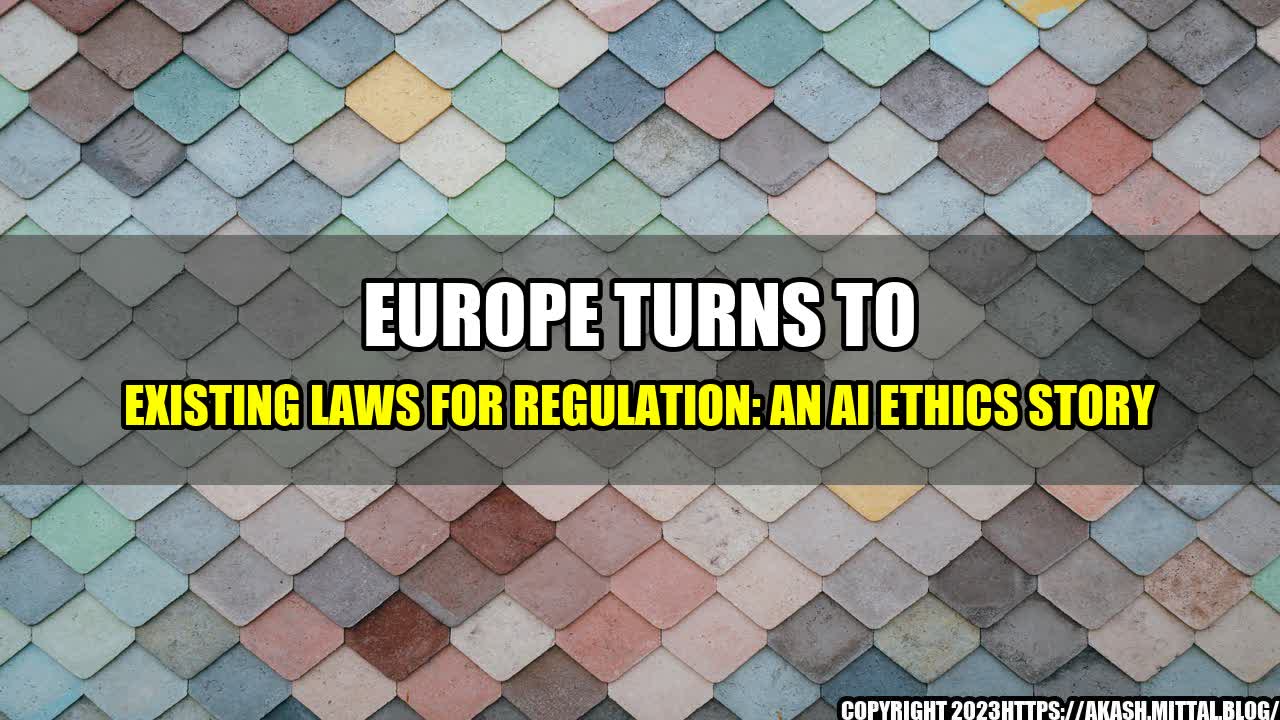 EUROPE TURNS TO
EXISTING LAWS FOR REGULATION: AN AI ETHICS STORY
COPYRIGHT 2023HTTPS://AKASH.MITTAL.BLOG/